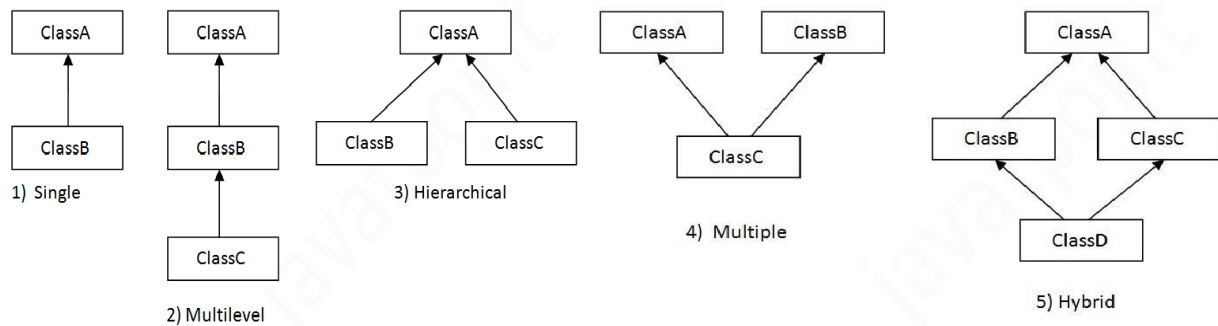 ClassA
ClassB
1) Single
ClassA
ClassB
ClassC
2) Multilevel
ClassA
ClassB
ClassC
3) Hierarchical
ClassA
ClassB
ClassC
4) Multiple
ClassA
ClassB
ClassC
ClassD
5) Hybrid